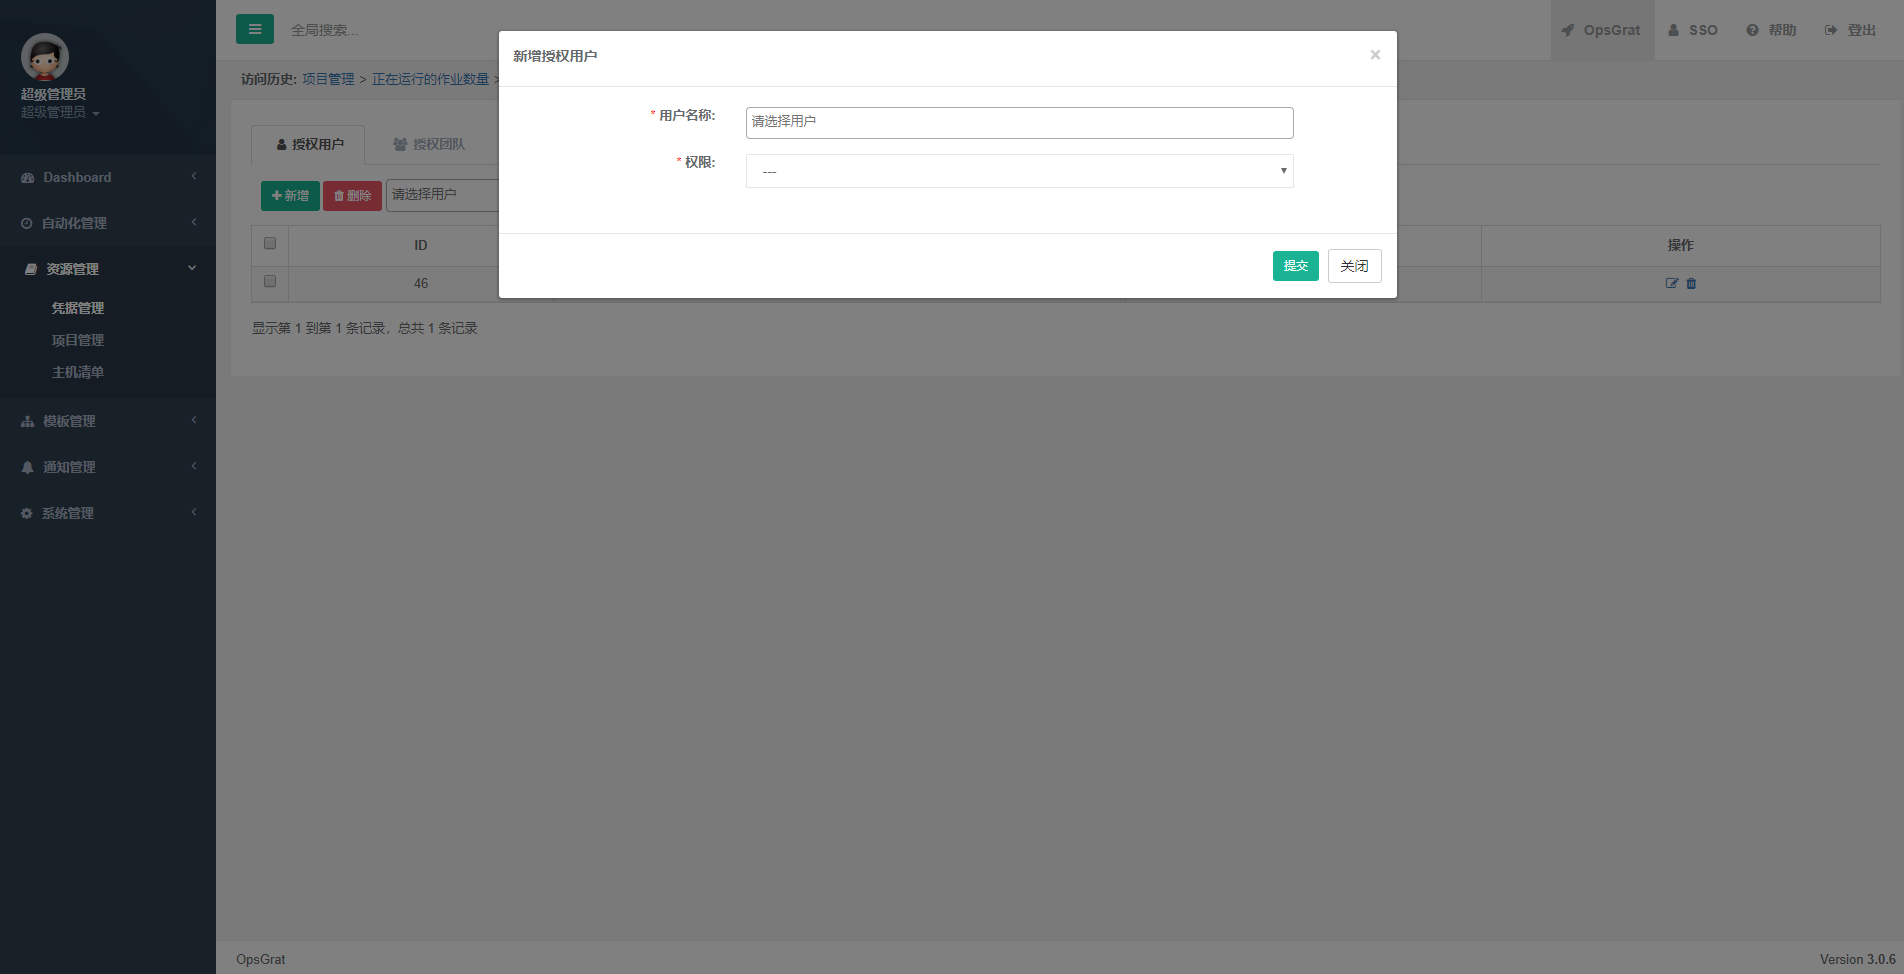 超级管理员
超级管理员
Dashboard
自动化管理
资源管理
凭据管理
项目管理
主机清单
模板管理
通知管理
系统管理
全局搜索...
OpsGrat
SSO
帮助
登出
访问历史: 项目管理 > 正在运行的作业数量 >
授权用户
授权团队
新增
删除
请选择用户
ID
操作
46
显示第 1 到第 1 条记录，总共 1 条记录
新增授权用户
×
* 用户名称:
请选择用户
* 权限:
---
提交
关闭
OpsGrat
Version 3.0.6